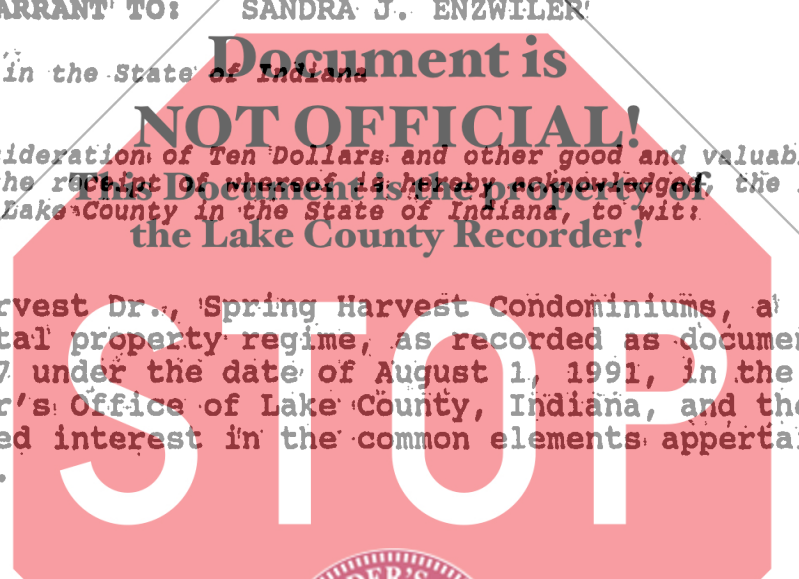 ARRANT TO: SANDRA J. ENZWILER
Document is
in the State of Indiana
NOT OFFICIAL!
ideration of Ten Dollars and other good and valuab
he receipt of whereof is hereby acknowledged, the
This Document is the property of
Lake County in the State of Indiana, to wit:
the Lake County Recorder!
rvest Dr., Spring Harvest Condominiums, a
tal property regime, as recorded as documen
7 under the date of August 1, 1991, in the
r's Office of Lake County, Indiana, and the
ed interest in the common elements apperta
STOP
DER'S